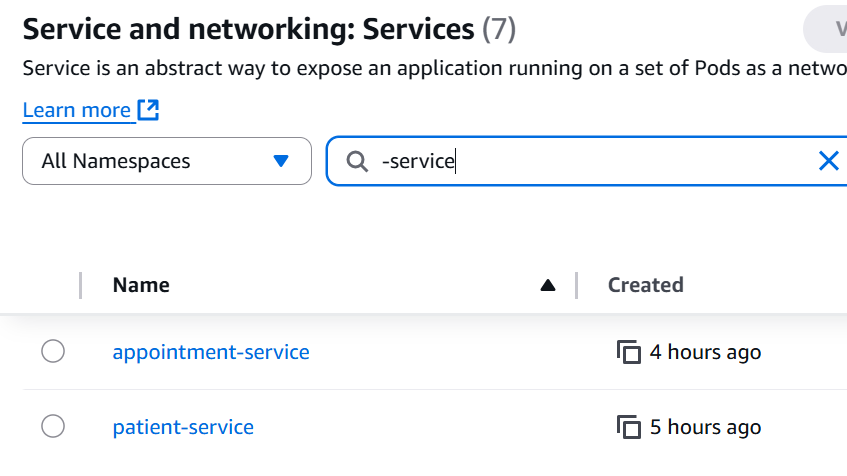 Service and networking: Services (7)
Service is an abstract way to expose an application running on a set of Pods as a netwo
Learn more
All Namespaces
-service
Name Created
appointment-service 4 hours ago
patient-service 5 hours ago